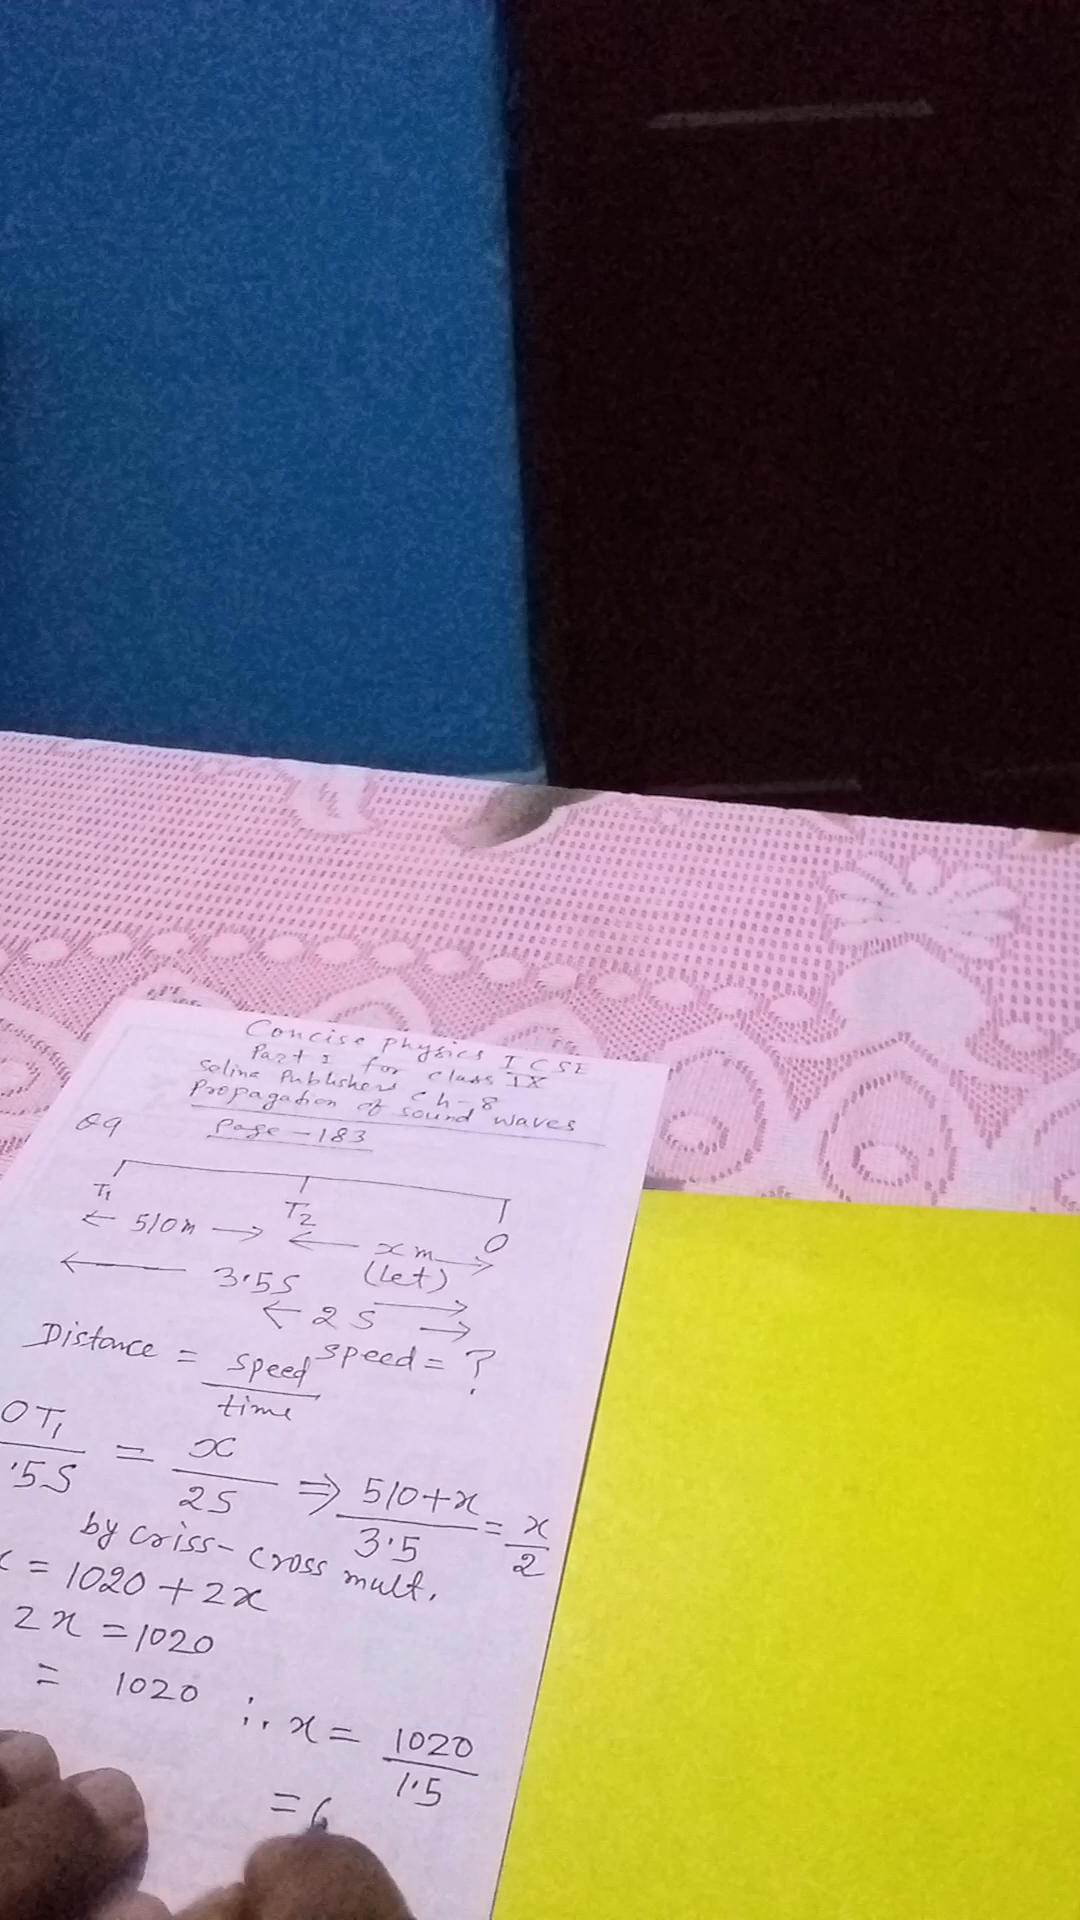 Concise physics ICSE
Part I for class IX
Selina Publishers Ch-8
Propagation of sound waves
Q9 Page - 183
T1 T2 O
← 510m → ← x m →
3.5S (let)
← 2 S →
Distance = speed/time speed = ?
OT1/.5S = x/2S ⇒ 510+x/3.5 = x/2
by criss-cross mult.
= 1020 + 2x
2x = 1020
= 1020 ∴ x = 1020/1.5
= 6